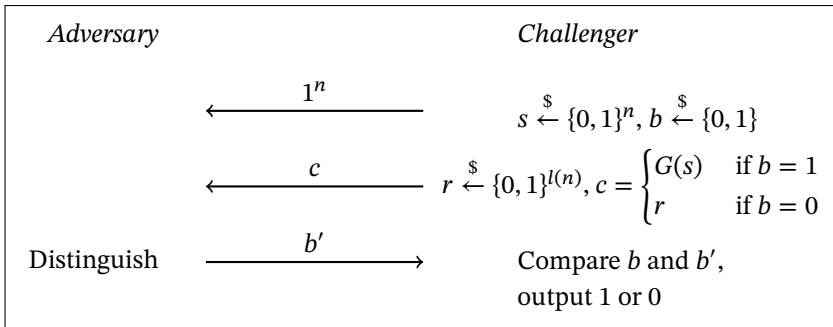 Adversary Challenger
1^n
s ←$ {0, 1}^n, b ←$ {0, 1}
c
r ←$ {0, 1}^{l(n)}, c = { G(s) if b = 1
r if b = 0
Distinguish b′ Compare b and b′,
output 1 or 0